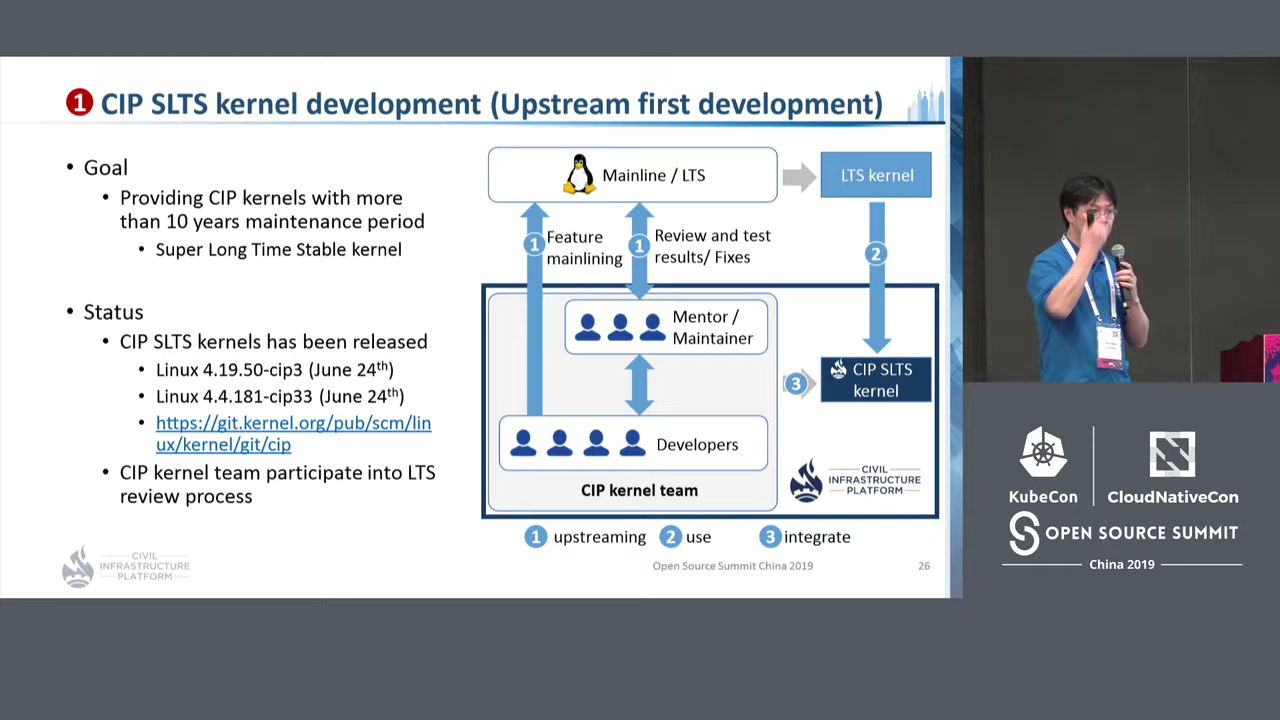 1 CIP SLTS kernel development (Upstream first development)
• Goal
• Providing CIP kernels with more
than 10 years maintenance period
• Super Long Time Stable kernel
• Status
• CIP SLTS kernels has been released
• Linux 4.19.50-cip3 (June 24th)
• Linux 4.4.181-cip33 (June 24th)
• https://git.kernel.org/pub/scm/lin
ux/kernel/git/cip
• CIP kernel team participate into LTS
review process
Mainline / LTS
LTS kernel
1 Feature
mainlining
1 Review and test
results/ Fixes
2
Mentor /
Maintainer
3
CIP SLTS
kernel
Developers
CIP kernel team
CIVIL
INFRASTRUCTURE
PLATFORM
1 upstreaming 2 use 3 integrate
CIVIL
INFRASTRUCTURE
PLATFORM
Open Source Summit China 2019 26
KubeCon
CloudNativeCon
OPEN SOURCE SUMMIT
China 2019